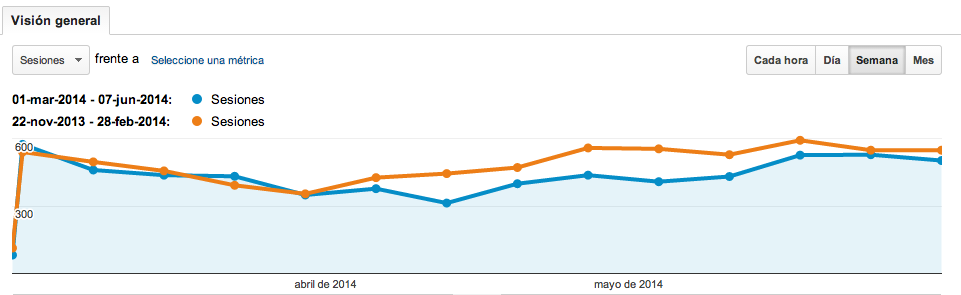 Visión general
Sesiones frente a Seleccione una métrica
Cada hora Día Semana Mes
01-mar-2014 - 07-jun-2014: Sesiones
22-nov-2013 - 28-feb-2014: Sesiones
600
300
abril de 2014 mayo de 2014